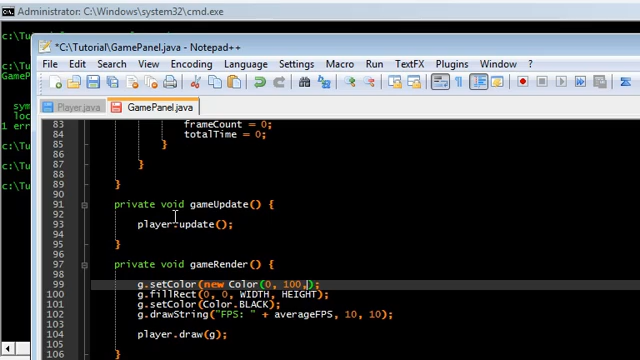 Administrator: C:\Windows\system32\cmd.exe
*C:\Tutorial\GamePanel.java - Notepad++
File Edit Search View Encoding Language Settings Macro Run TextFX Plugins Window ?
Player.java GamePanel.java
83 frameCount = 0;
84 totalTime = 0;
85 }
86
87 }
88
89 }
90
91 private void gameUpdate() {
92
93 player.update();
94
95 }
96
97 private void gameRender() {
98
99 g.setColor(new Color(0, 100,);
100 g.fillRect(0, 0, WIDTH, HEIGHT);
101 g.setColor(Color.BLACK);
102 g.drawString("FPS: " + averageFPS, 10, 10);
103
104 player.draw(g);
105
106 }